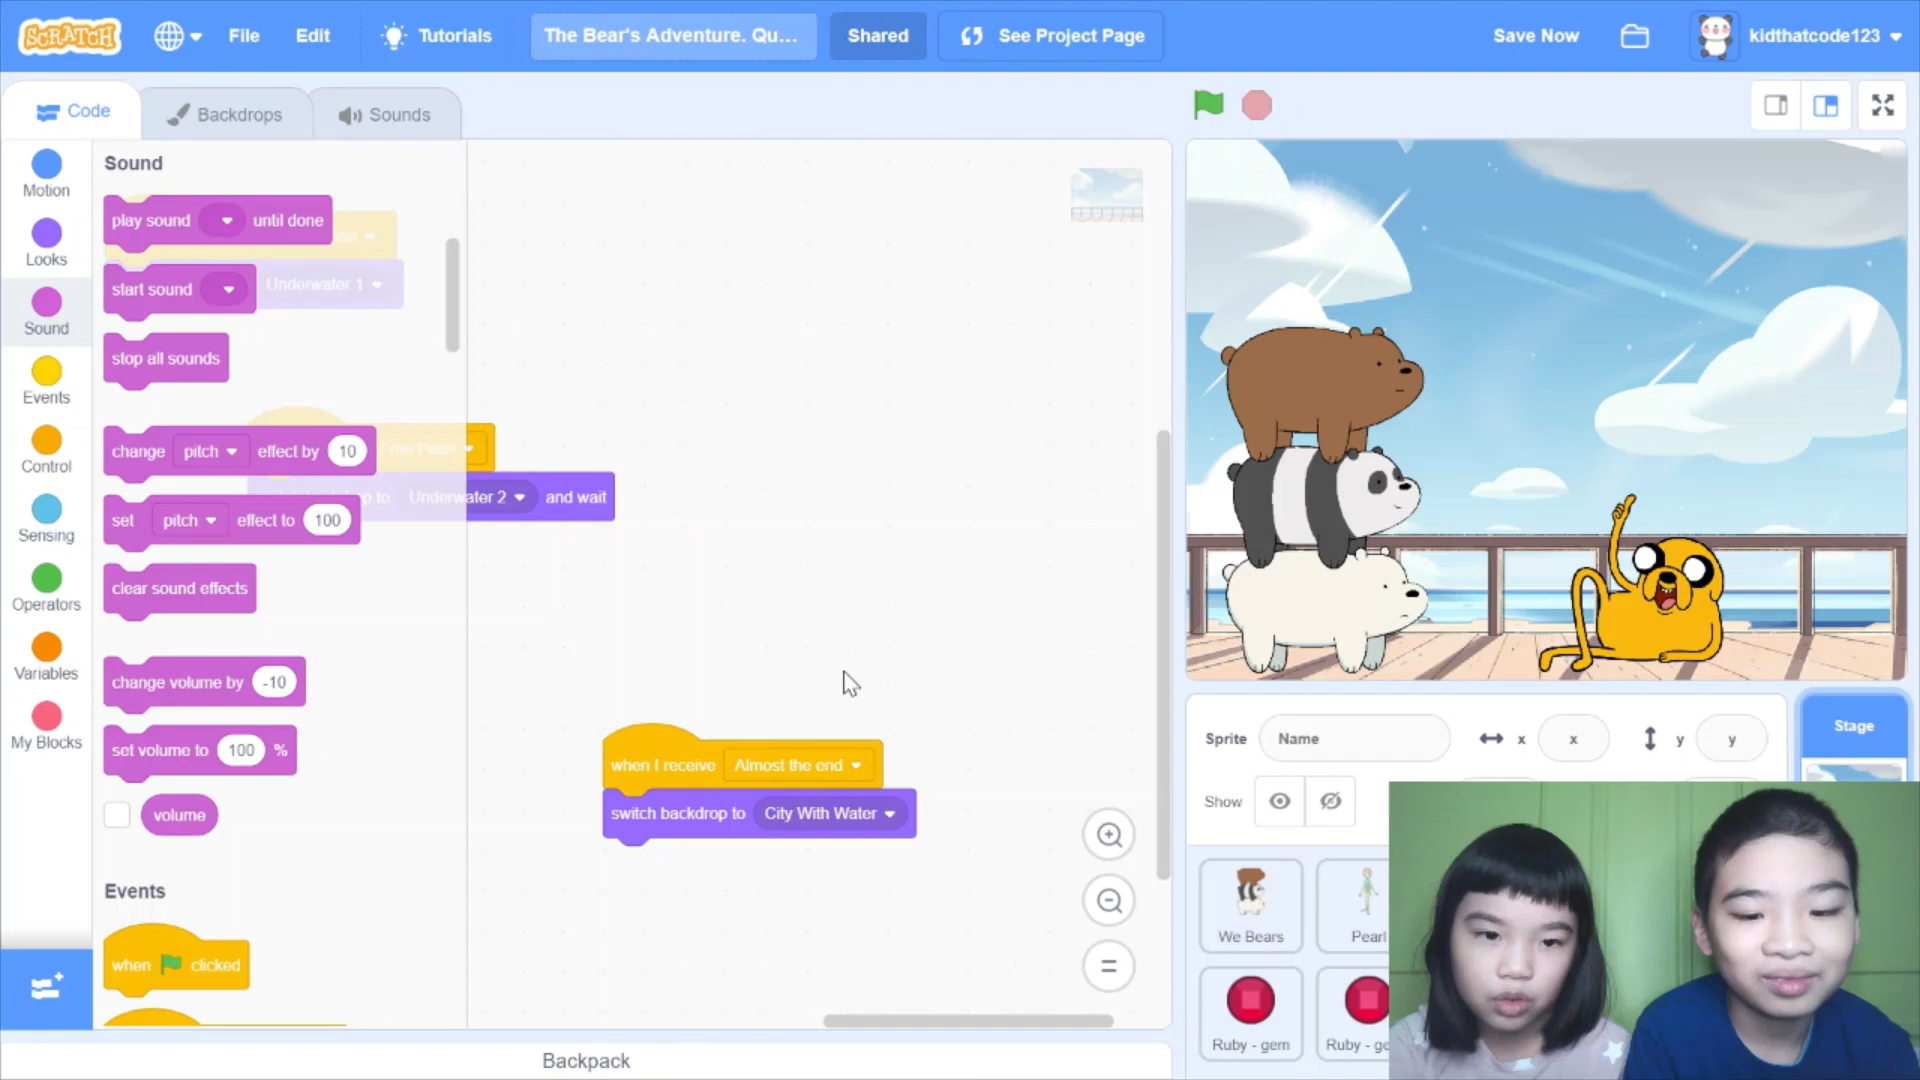 SCRATCH File Edit Tutorials The Bear's Adventure. Qu... Shared See Project Page Save Now kidthatcode123
Code Backdrops Sounds
Motion
Looks
Sound
Events
Control
Sensing
Operators
Variables
My Blocks
Sound
play sound until done
start sound
Underwater 1
stop all sounds
change pitch effect by 10
set pitch effect to 100
clear sound effects
change volume by -10
set volume to 100 %
volume
Events
when clicked
to Underwater 2 and wait
when I receive Almost the end
switch backdrop to City With Water
Backpack
Sprite Name x x y y
Show
Stage
We Bears
Pearl
Ruby - gem
Ruby - ge